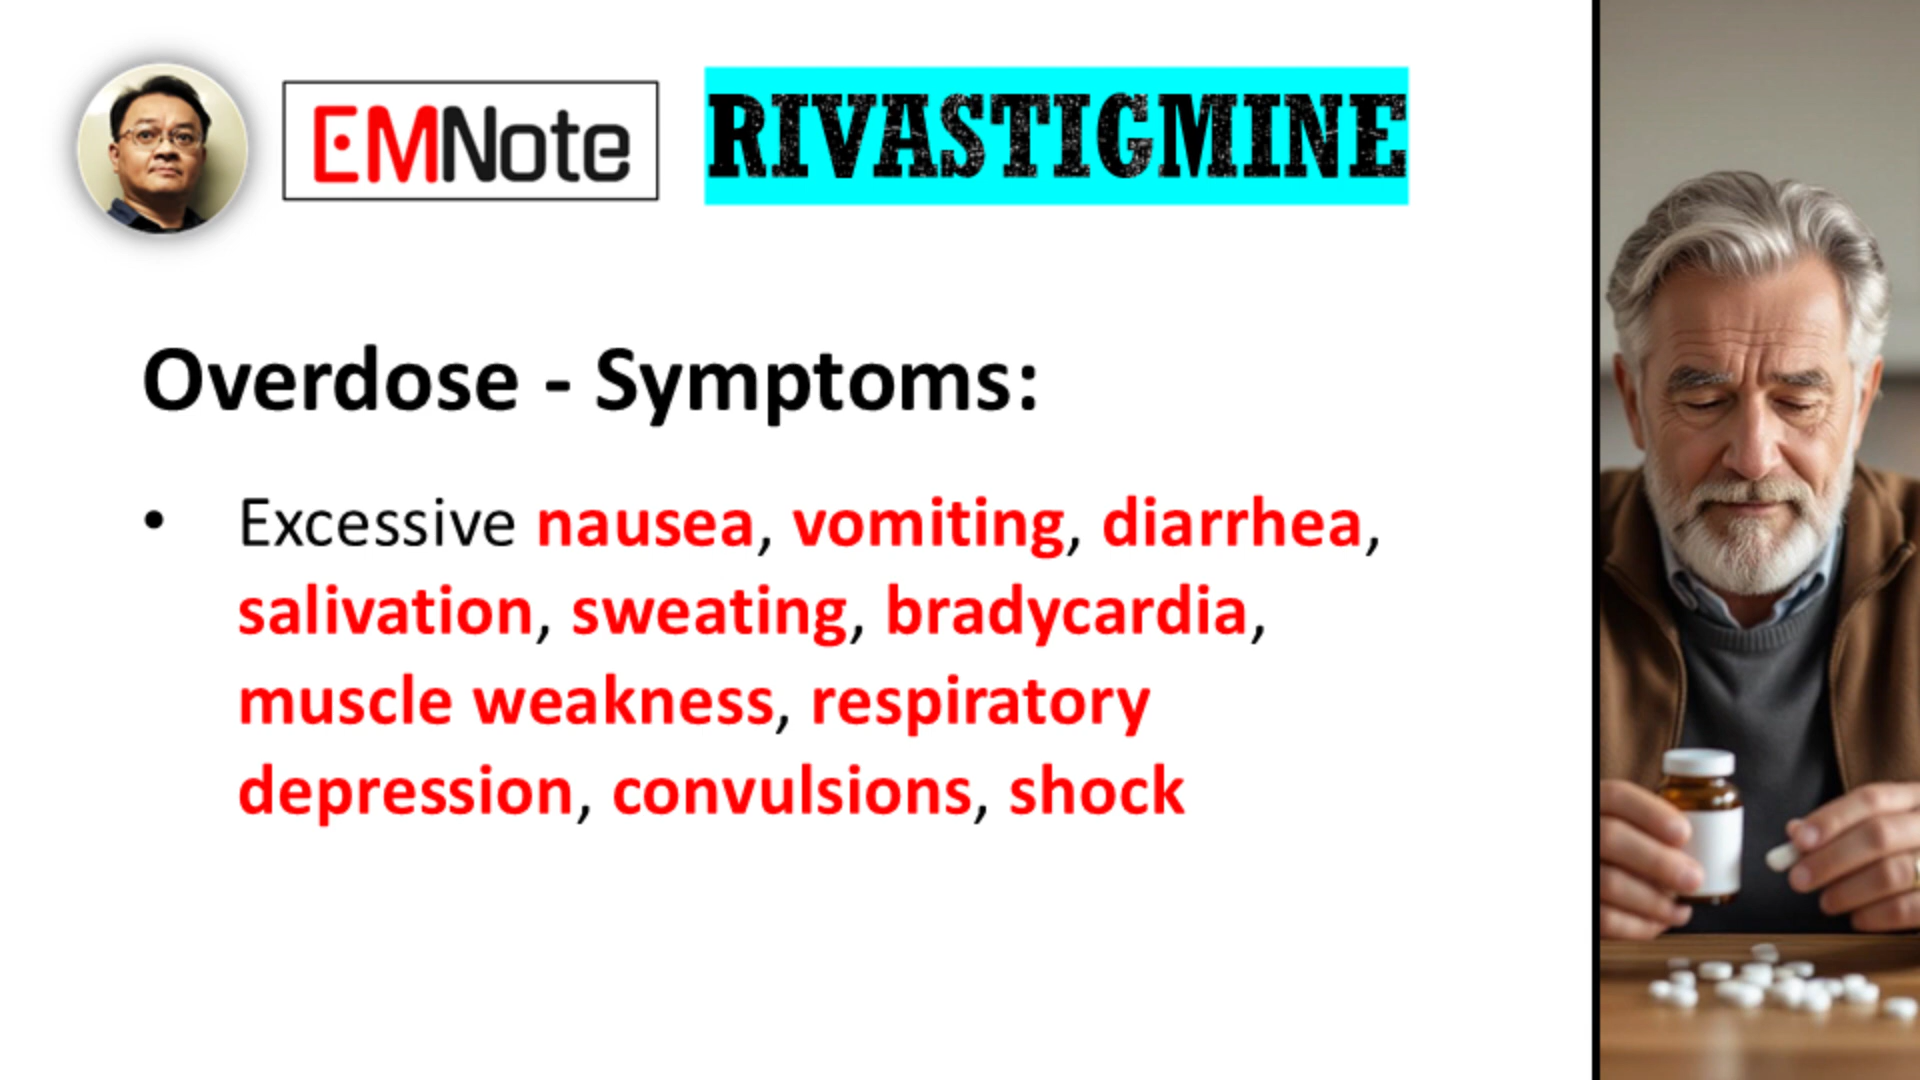 EMNote
RIVASTIGMINE
Overdose - Symptoms:
• Excessive nausea, vomiting, diarrhea,
salivation, sweating, bradycardia,
muscle weakness, respiratory
depression, convulsions, shock